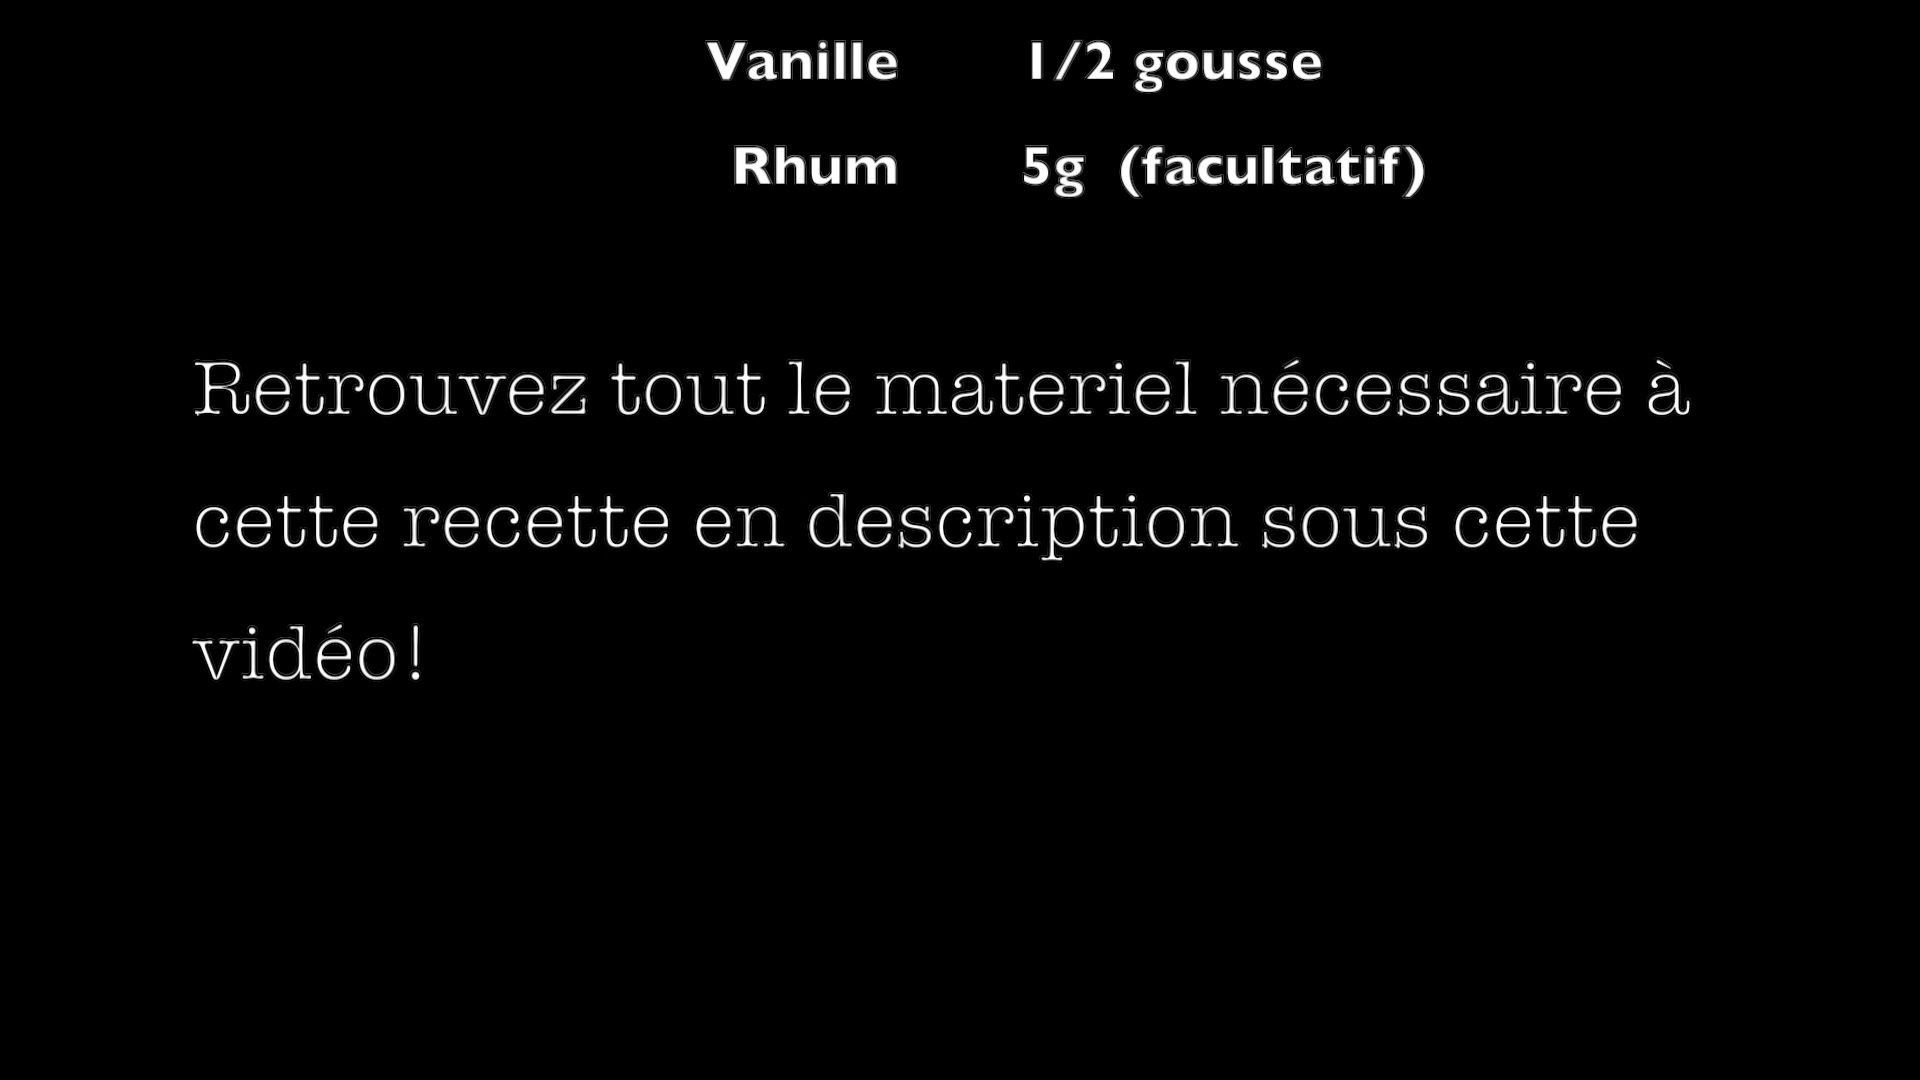 Vanille 1/2 gousse
Rhum 5g (facultatif)
Retrouvez tout le materiel nécessaire à
cette recette en description sous cette
vidéo!